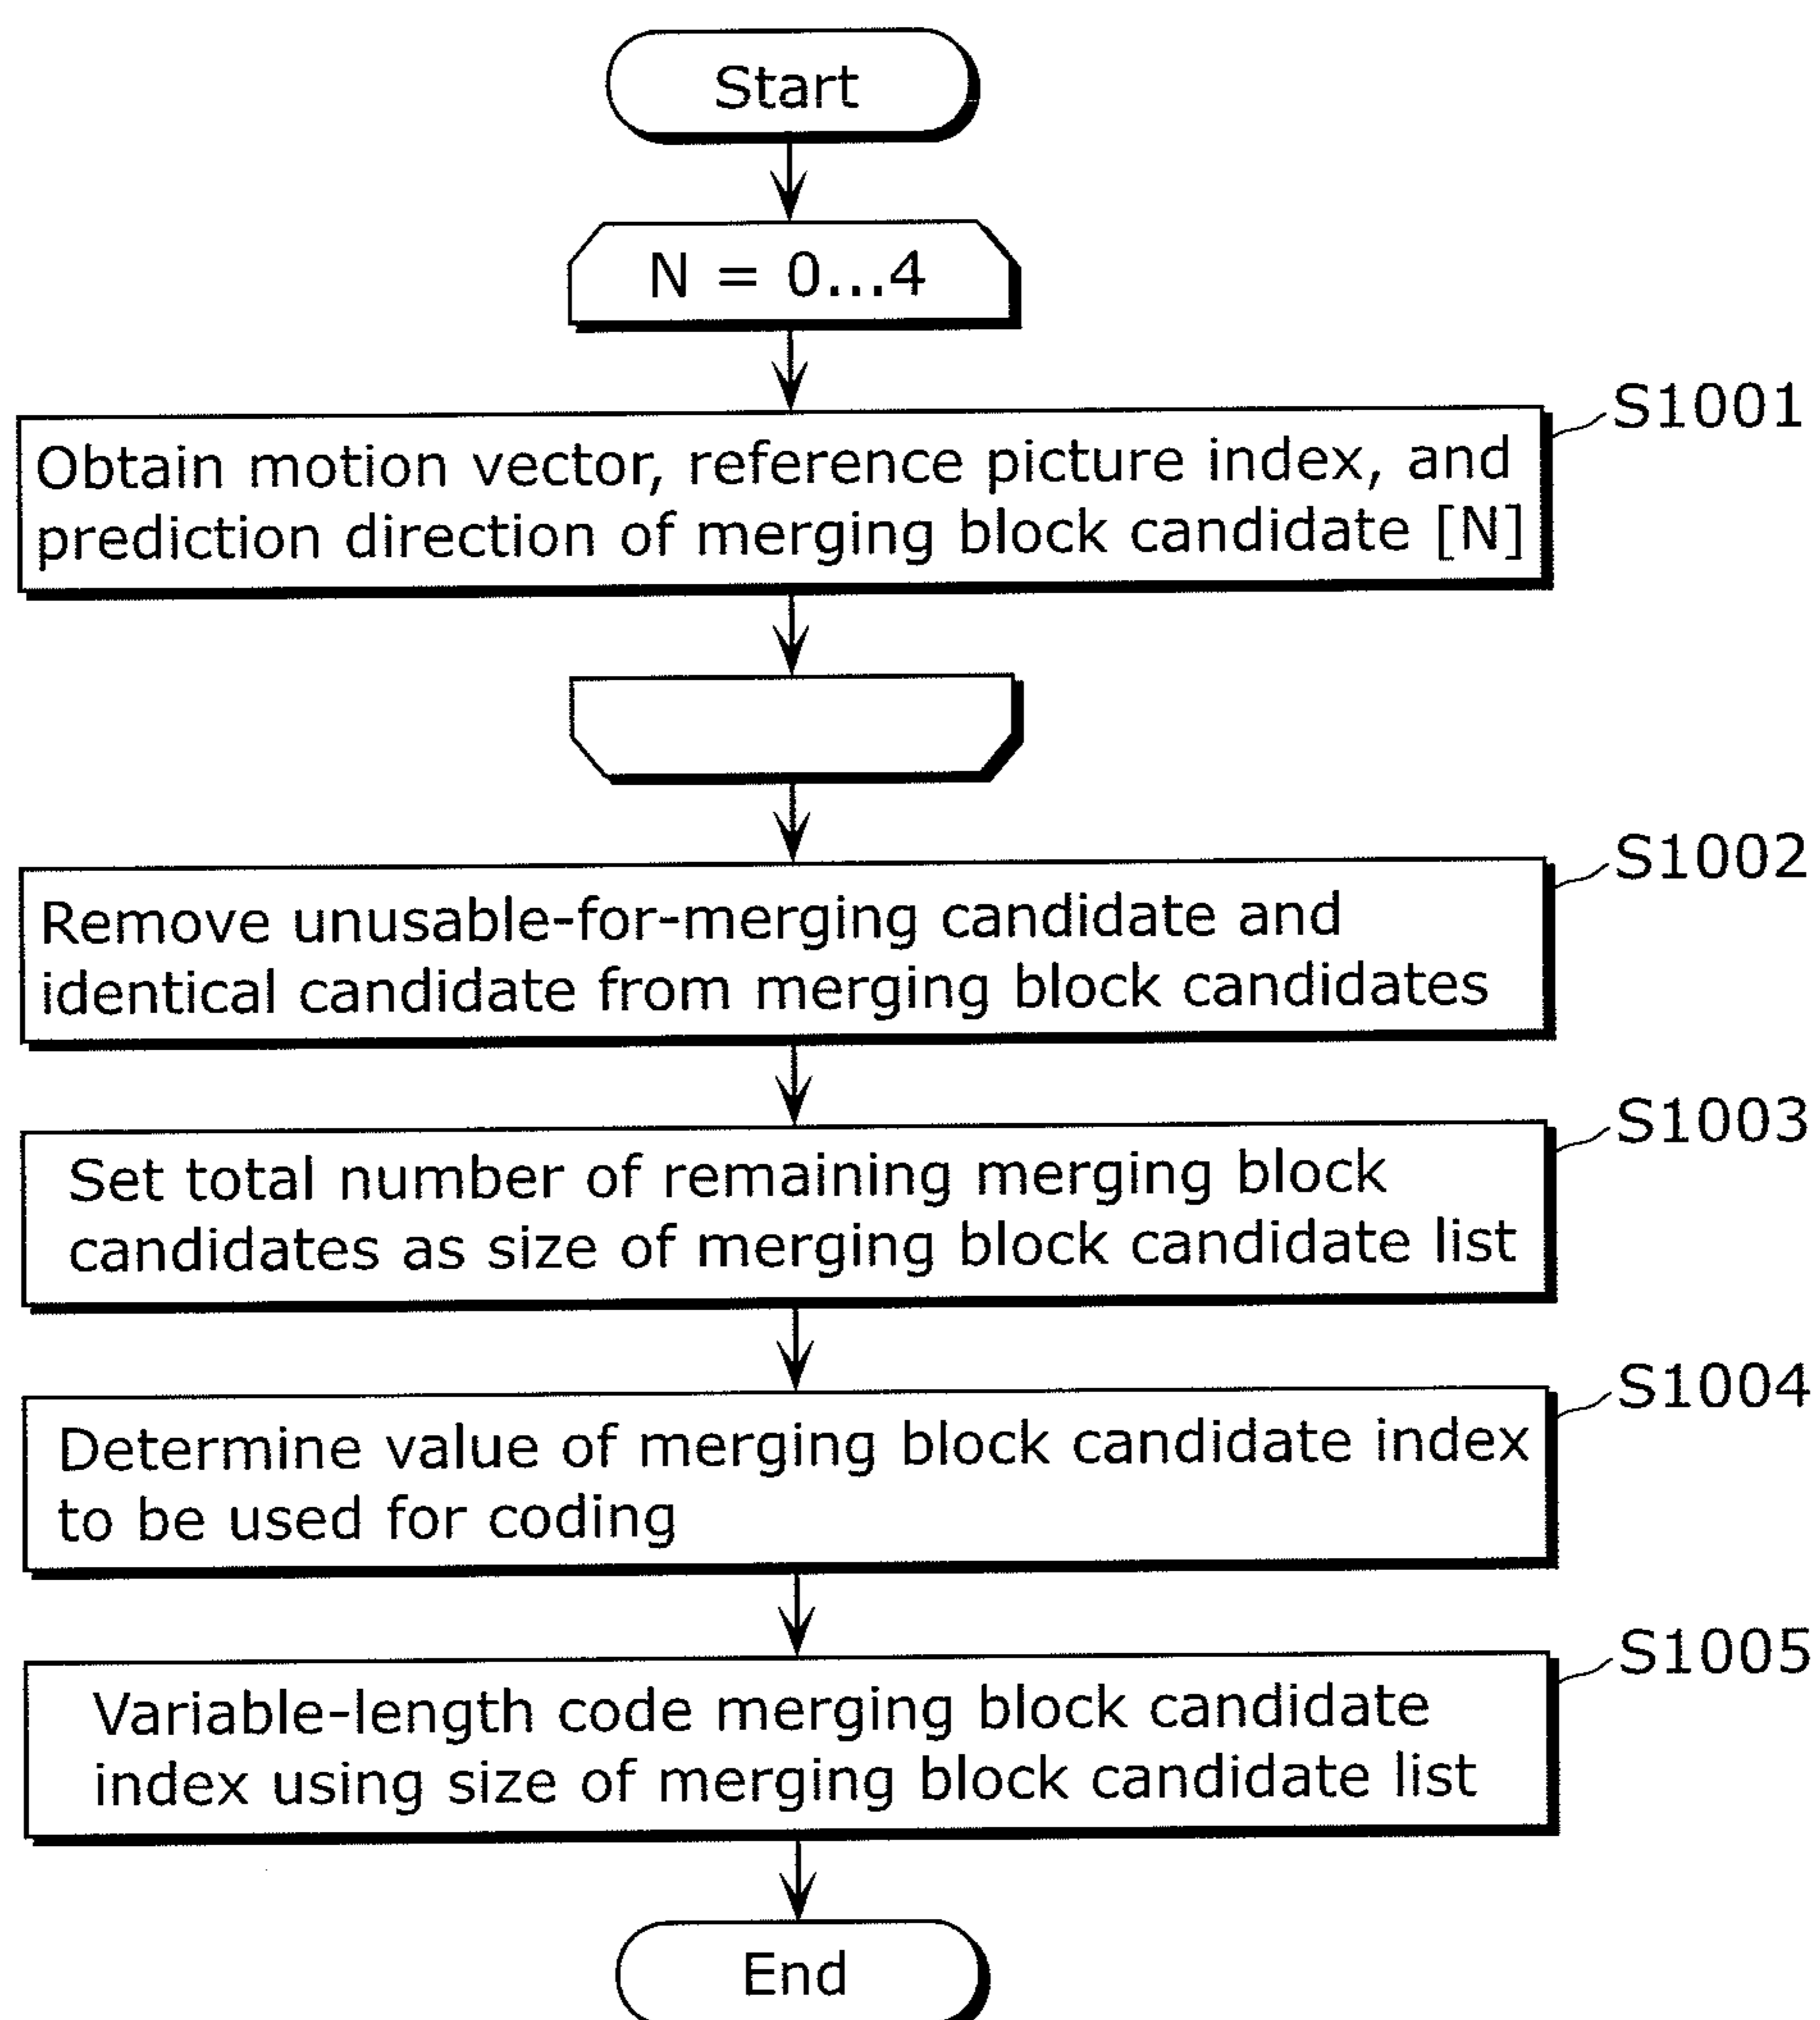 Start
N = 0...4
S1001
Obtain motion vector, reference picture index, and
prediction direction of merging block candidate [N]
S1002
Remove unusable-for-merging candidate and
identical candidate from merging block candidates
S1003
Set total number of remaining merging block
candidates as size of merging block candidate list
S1004
Determine value of merging block candidate index
to be used for coding
S1005
Variable-length code merging block candidate
index using size of merging block candidate list
End